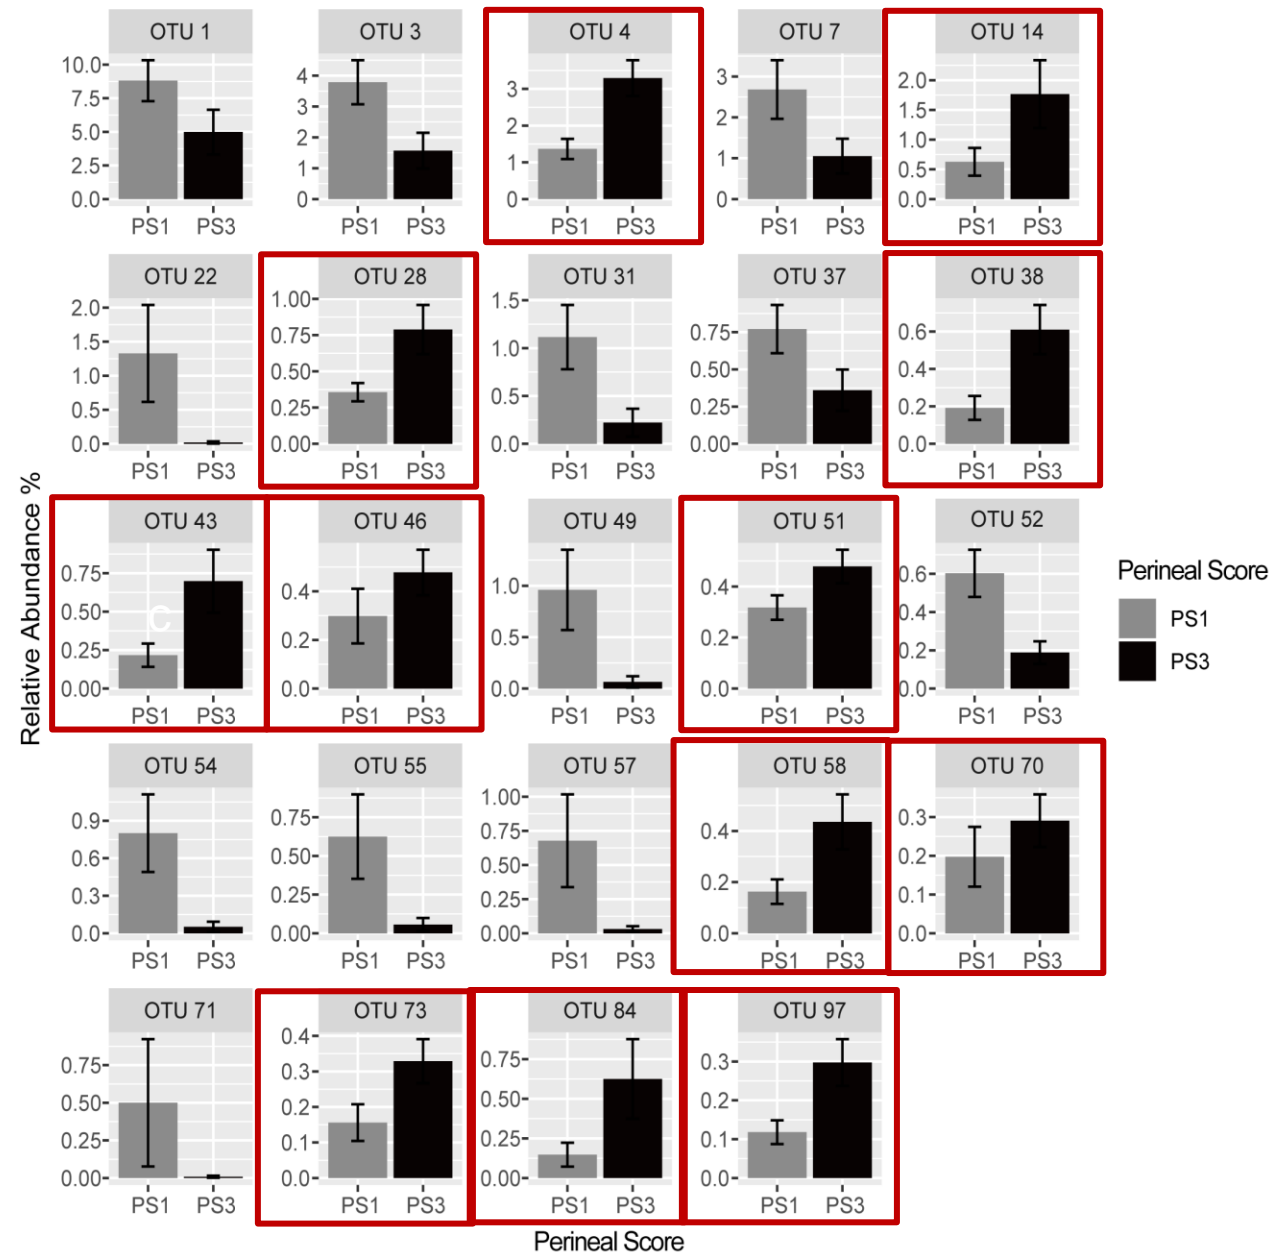 OTU 1 OTU 3 OTU 4 OTU 7 OTU 14
10.0 7.5 5.0 2.5 0.0
4 3 2 1 0
3 2 1 0
3 2 1 0
2.0 1.5 1.0 0.5 0.0
PS1 PS3 PS1 PS3 PS1 PS3 PS1 PS3 PS1 PS3
OTU 22 OTU 28 OTU 31 OTU 37 OTU 38
2.0 1.5 1.0 0.5 0.0
1.00 0.75 0.50 0.25 0.00
1.5 1.0 0.5 0.0
0.75 0.50 0.25 0.00
0.6 0.4 0.2 0.0
PS1 PS3 PS1 PS3 PS1 PS3 PS1 PS3 PS1 PS3
Relative Abundance %
OTU 43 OTU 46 OTU 49 OTU 51 OTU 52
0.75 0.50 0.25 0.00
C
0.4 0.2 0.0
1.0 0.5 0.0
0.4 0.2 0.0
0.6 0.4 0.2 0.0
PS1 PS3 PS1 PS3 PS1 PS3 PS1 PS3 PS1 PS3
Perineal Score
PS1
PS3
OTU 54 OTU 55 OTU 57 OTU 58 OTU 70
0.9 0.6 0.3 0.0
0.75 0.50 0.25 0.00
1.00 0.75 0.50 0.25 0.00
0.4 0.2 0.0
0.3 0.2 0.1 0.0
PS1 PS3 PS1 PS3 PS1 PS3 PS1 PS3 PS1 PS3
OTU 71 OTU 73 OTU 84 OTU 97
0.75 0.50 0.25 0.00
0.4 0.3 0.2 0.1 0.0
0.75 0.50 0.25 0.00
0.3 0.2 0.1 0.0
PS1 PS3 PS1 PS3 PS1 PS3 PS1 PS3
Perineal Score